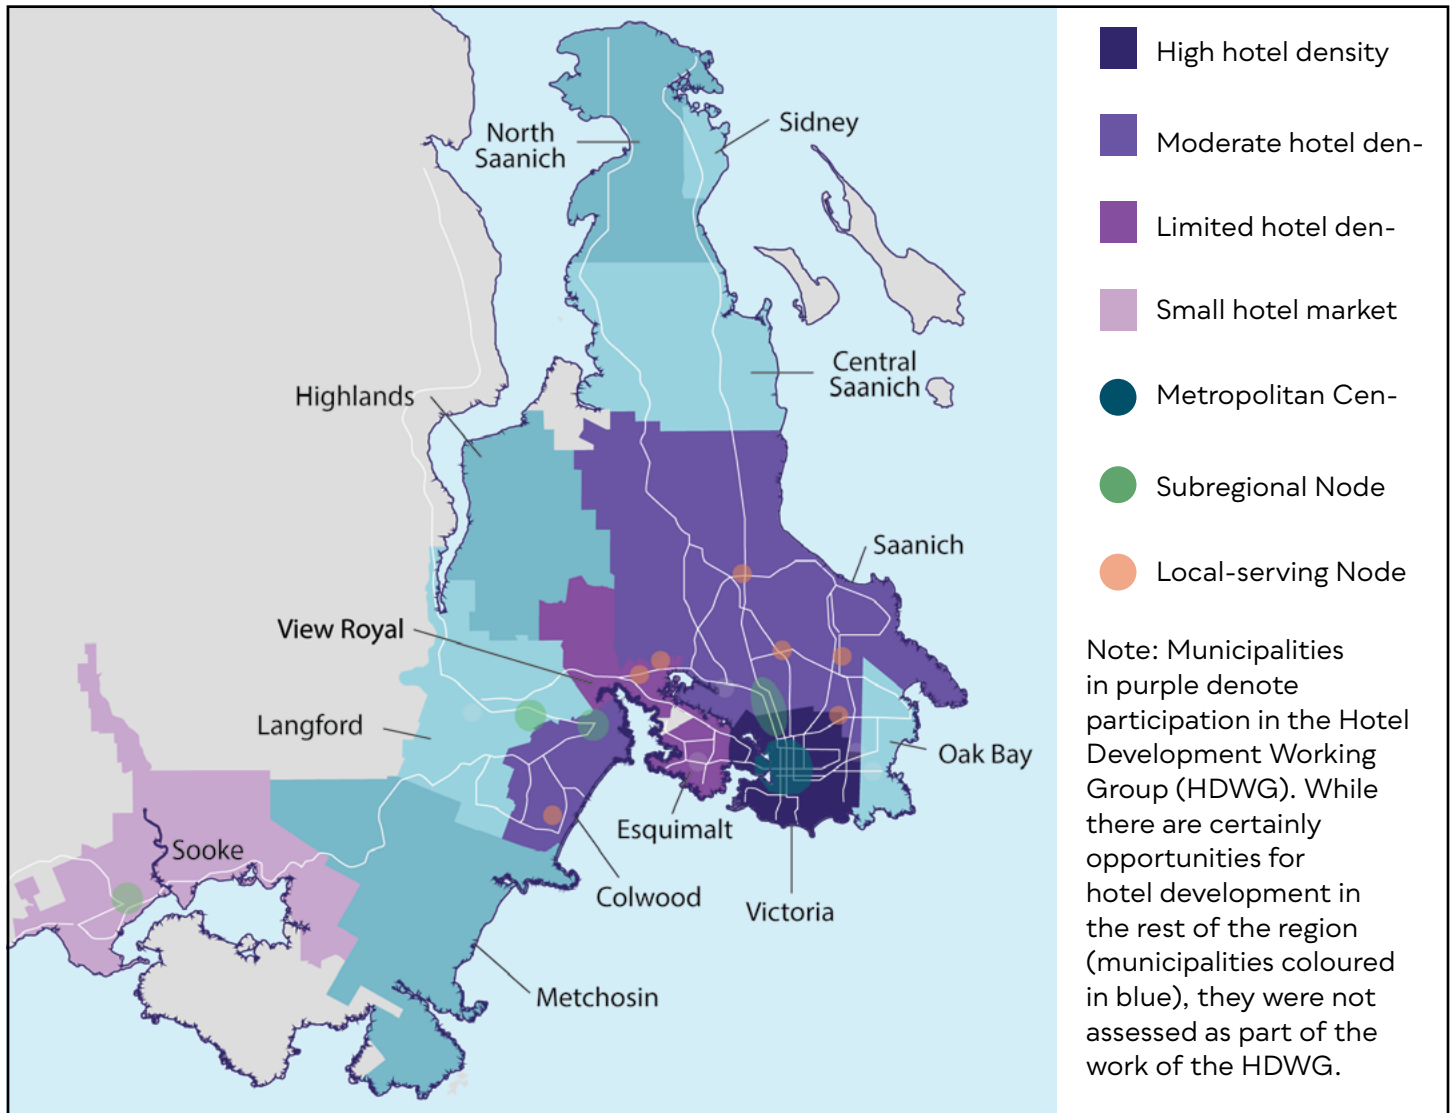 North
Saanich
Sidney
Central
Saanich
Highlands
Saanich
View Royal
Langford
Oak Bay
Esquimalt
Sooke
Colwood
Victoria
Metchosin
High hotel density
Moderate hotel den-
Limited hotel den-
Small hotel market
Metropolitan Cen-
Subregional Node
Local-serving Node
Note: Municipalities
in purple denote
participation in the Hotel
Development Working
Group (HDWG). While
there are certainly
opportunities for
hotel development in
the rest of the region
(municipalities coloured
in blue), they were not
assessed as part of the
work of the HDWG.